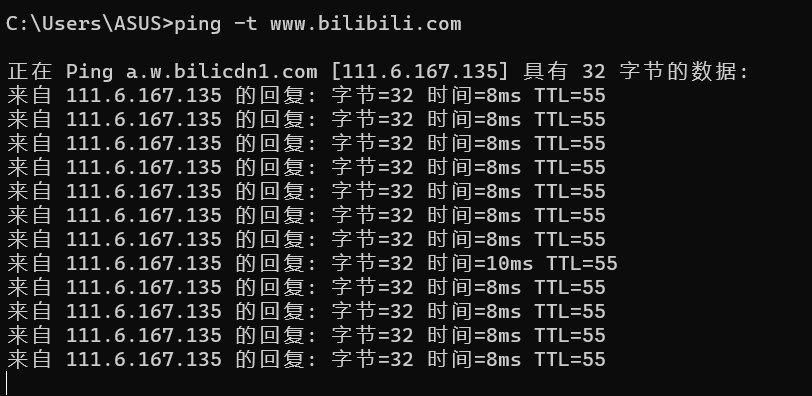 C:\Users\ASUS>ping -t www.bilibili.com
正在 Ping a.w.bilicdn1.com [111.6.167.135] 具有 32 字节的数据:
来自 111.6.167.135 的回复: 字节=32 时间=8ms TTL=55
来自 111.6.167.135 的回复: 字节=32 时间=8ms TTL=55
来自 111.6.167.135 的回复: 字节=32 时间=8ms TTL=55
来自 111.6.167.135 的回复: 字节=32 时间=8ms TTL=55
来自 111.6.167.135 的回复: 字节=32 时间=8ms TTL=55
来自 111.6.167.135 的回复: 字节=32 时间=8ms TTL=55
来自 111.6.167.135 的回复: 字节=32 时间=8ms TTL=55
来自 111.6.167.135 的回复: 字节=32 时间=10ms TTL=55
来自 111.6.167.135 的回复: 字节=32 时间=8ms TTL=55
来自 111.6.167.135 的回复: 字节=32 时间=8ms TTL=55
来自 111.6.167.135 的回复: 字节=32 时间=8ms TTL=55
来自 111.6.167.135 的回复: 字节=32 时间=8ms TTL=55